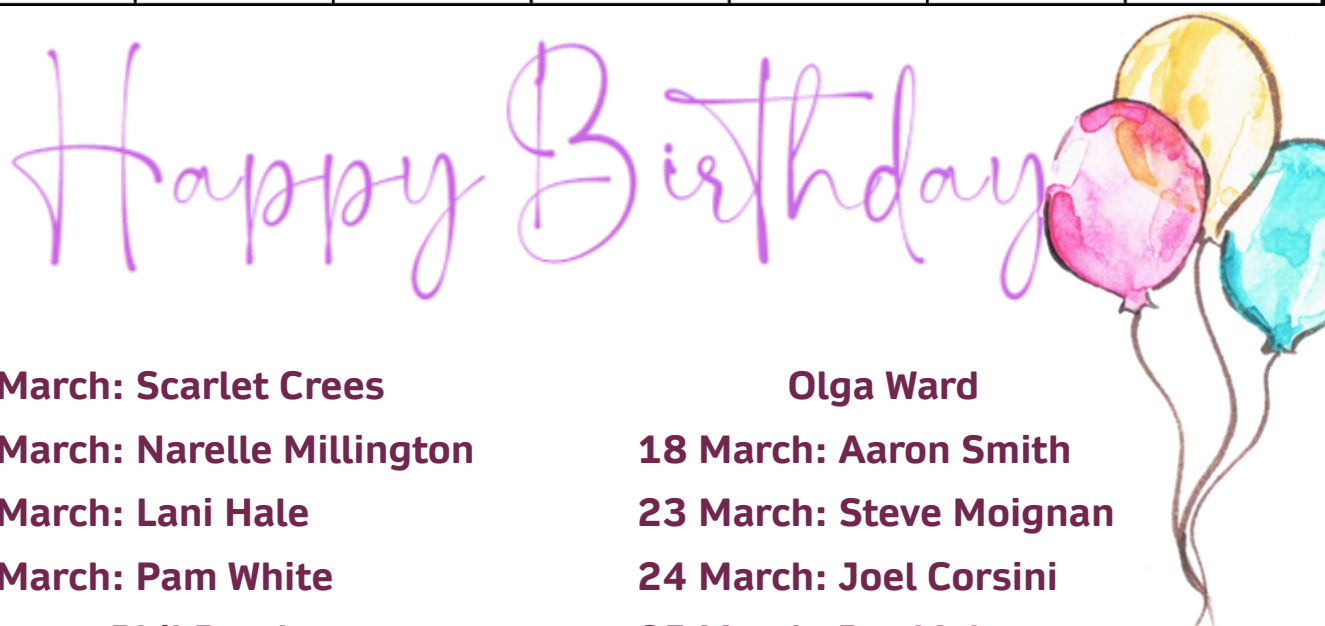 Happy Birthday
March: Scarlet Crees
March: Narelle Millington
March: Lani Hale
March: Pam White
Olga Ward
18 March: Aaron Smith
23 March: Steve Moignan
24 March: Joel Corsini